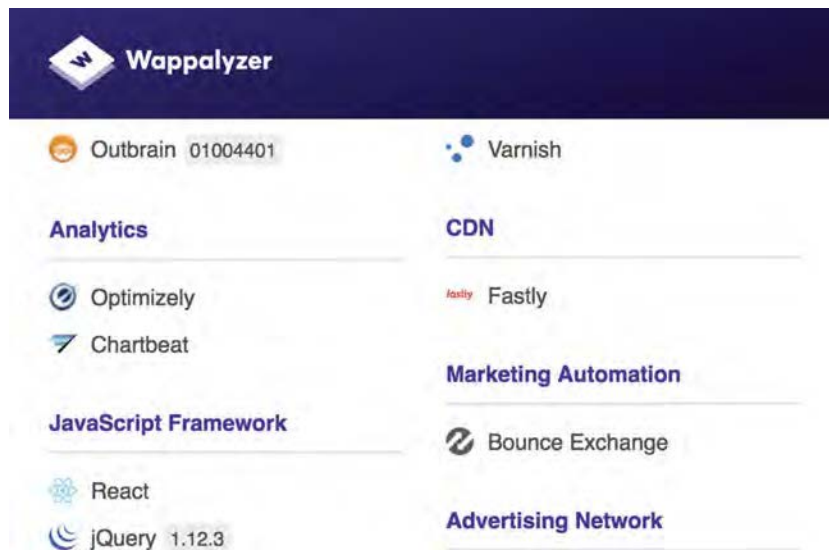 W Wappalyzer
Outbrain 01004401
Analytics
Optimizely
Chartbeat
JavaScript Framework
React
jQuery 1.12.3
Varnish
CDN
fastly Fastly
Marketing Automation
Bounce Exchange
Advertising Network